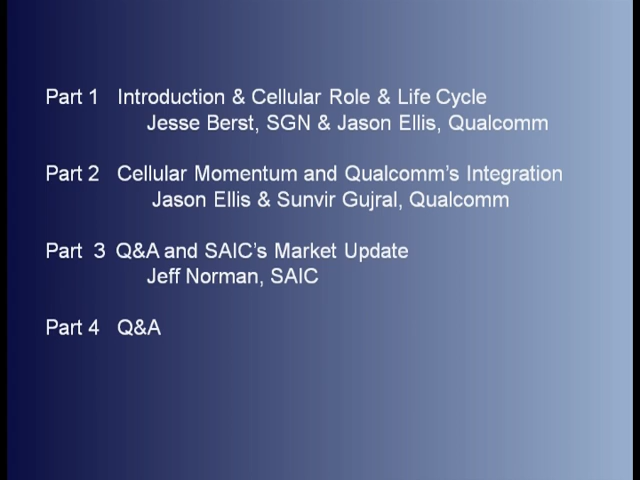 Part 1 Introduction & Cellular Role & Life Cycle
Jesse Berst, SGN & Jason Ellis, Qualcomm
Part 2 Cellular Momentum and Qualcomm's Integration
Jason Ellis & Sunvir Gujral, Qualcomm
Part 3 Q&A and SAIC's Market Update
Jeff Norman, SAIC
Part 4 Q&A